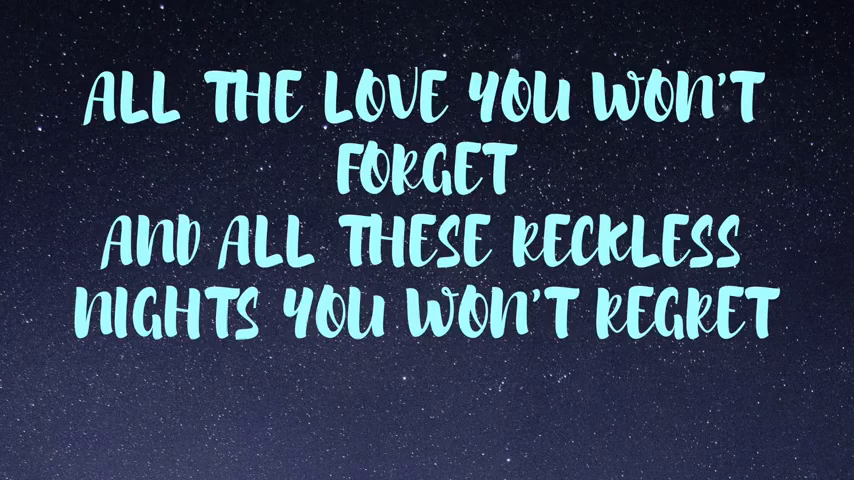 ALL THE LOVE YOU WON'T
FORGET
AND ALL THESE RECKLESS
NIGHTS YOU WON'T REGRET